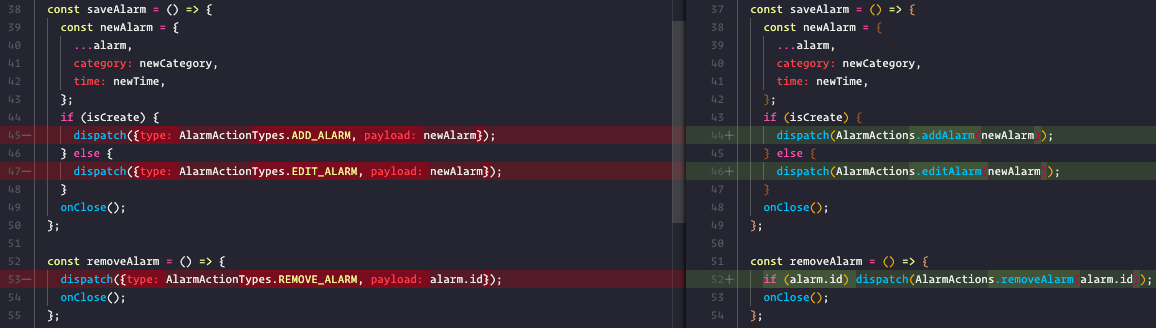 38 const saveAlarm = () => {
39 const newAlarm = {
40 ...alarm,
41 category: newCategory,
42 time: newTime,
43 };
44 if (isCreate) {
45— dispatch({type: AlarmActionTypes.ADD_ALARM, payload: newAlarm});
46 } else {
47— dispatch({type: AlarmActionTypes.EDIT_ALARM, payload: newAlarm});
48 }
49 onClose();
50 };
51
52 const removeAlarm = () => {
53— dispatch({type: AlarmActionTypes.REMOVE_ALARM, payload: alarm.id});
54 onClose();
55 };
37 const saveAlarm = () => {
38 const newAlarm = {
39 ...alarm,
40 category: newCategory,
41 time: newTime,
42 };
43 if (isCreate) {
44+ dispatch(AlarmActions.addAlarm(newAlarm));
45 } else {
46+ dispatch(AlarmActions.editAlarm(newAlarm));
47 }
48 onClose();
49 };
50
51 const removeAlarm = () => {
52+ if (alarm.id) dispatch(AlarmActions.removeAlarm(alarm.id));
53 onClose();
54 };